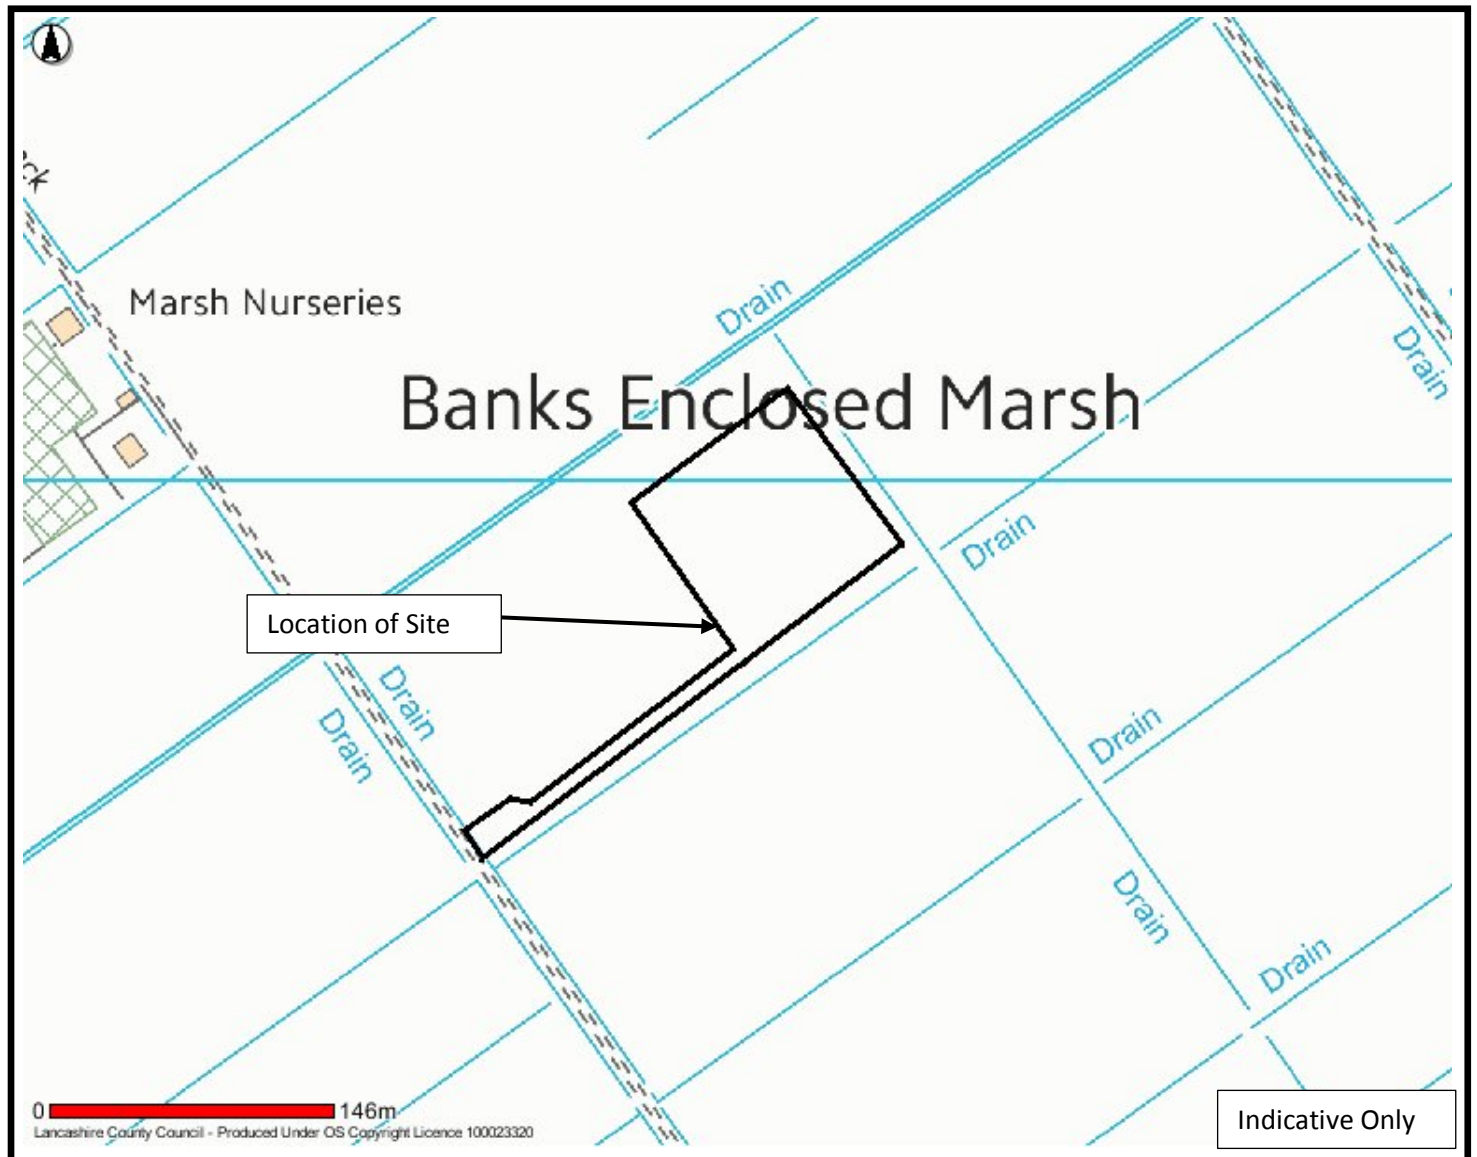 Marsh Nurseries
Drain
Banks Enclosed Marsh
Drain
Drain
Location of Site
Drain
Drain
Drain
Drain
Drain
0 146m
Lancashire County Council - Produced Under OS Copyright Licence 100023320
Indicative Only